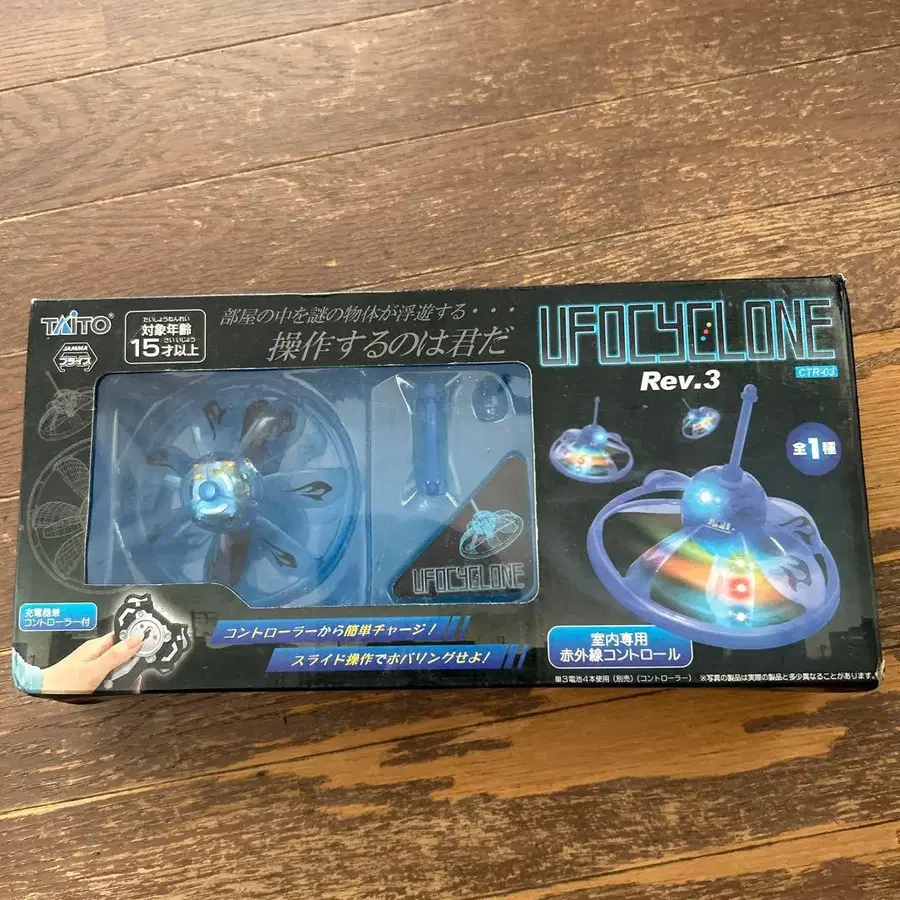 TAITO®
JAMMA
プライズ
たいしょうねんれい
対象年齢
さい いじょう
15才以上
部屋の中を謎の物体が浮遊する・・・
操作するのは君だ
UFOCYCLONE
CTR-03
Rev.3
全1種
UFOCYCLONE
充電器兼
コントローラー付
コントローラーから簡単チャージ!
スライド操作でホバリングせよ!
室内専用
赤外線コントロール
単3電池4本使用(別売)(コントローラー) ※写真の製品は実際の製品と多少異なることがあります。